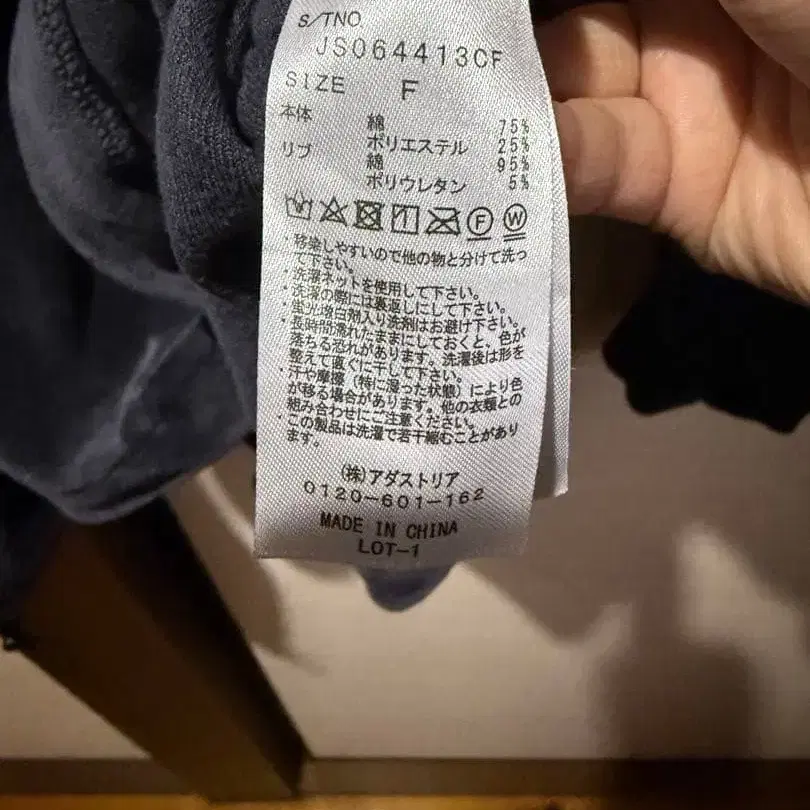 S/TNO
JS064413CF
SIZE F
本体 綿 75%
ポリエステル 25%
リブ 綿 95%
ポリウレタン 5%
F W
・移染しやすいので他の物と分けて洗っ
て下さい。
・洗濯ネットを使用して下さい。
・洗濯の際には裏返しにして下さい。
・蛍光増白剤入り洗剤はお避け下さい。
・長時間濡れたままにしておくと、色が
落ちる恐れがあります。洗濯後は形を
整えて直ぐに干して下さい。
・汗や摩擦(特に湿った状態)により色
が移る場合があります。他の衣類との
組み合わせにご注意ください。
・この製品は洗濯で若干縮むことがあり
ます。
(株)アダストリア
0120-601-162
MADE IN CHINA
LOT-1